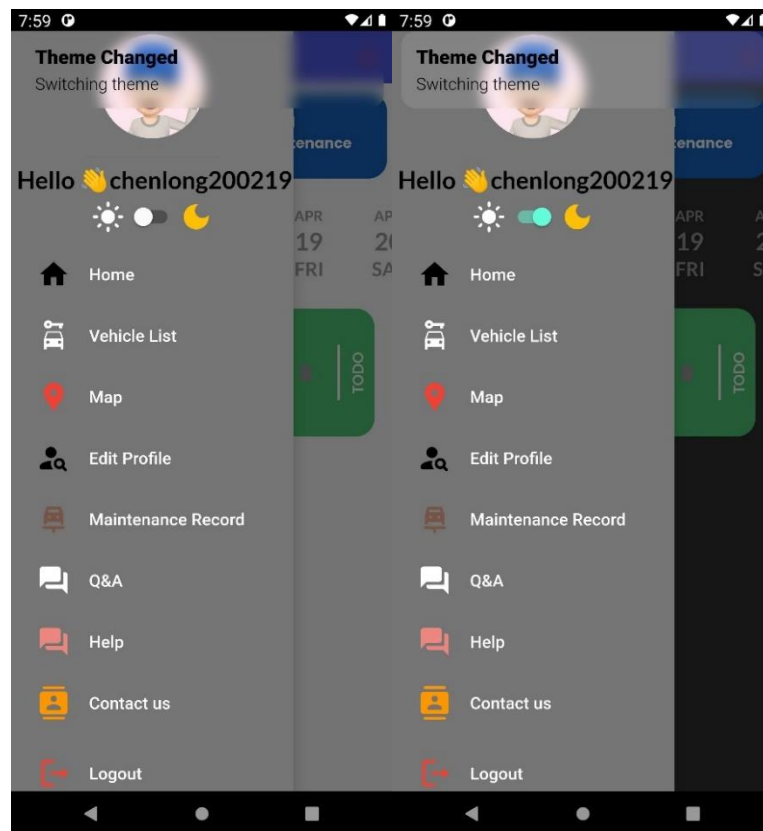 7:59
Theme Changed
Switching theme
tenance
Hello 👋 chenlong200219
APR
19
FRI
Home
Vehicle List
Map
TODO
Edit Profile
Maintenance Record
Q&A
Help
Contact us
Logout
7:59
Theme Changed
Switching theme
tenance
Hello 👋 chenlong200219
APR
19
FRI
Home
Vehicle List
Map
TODO
Edit Profile
Maintenance Record
Q&A
Help
Contact us
Logout